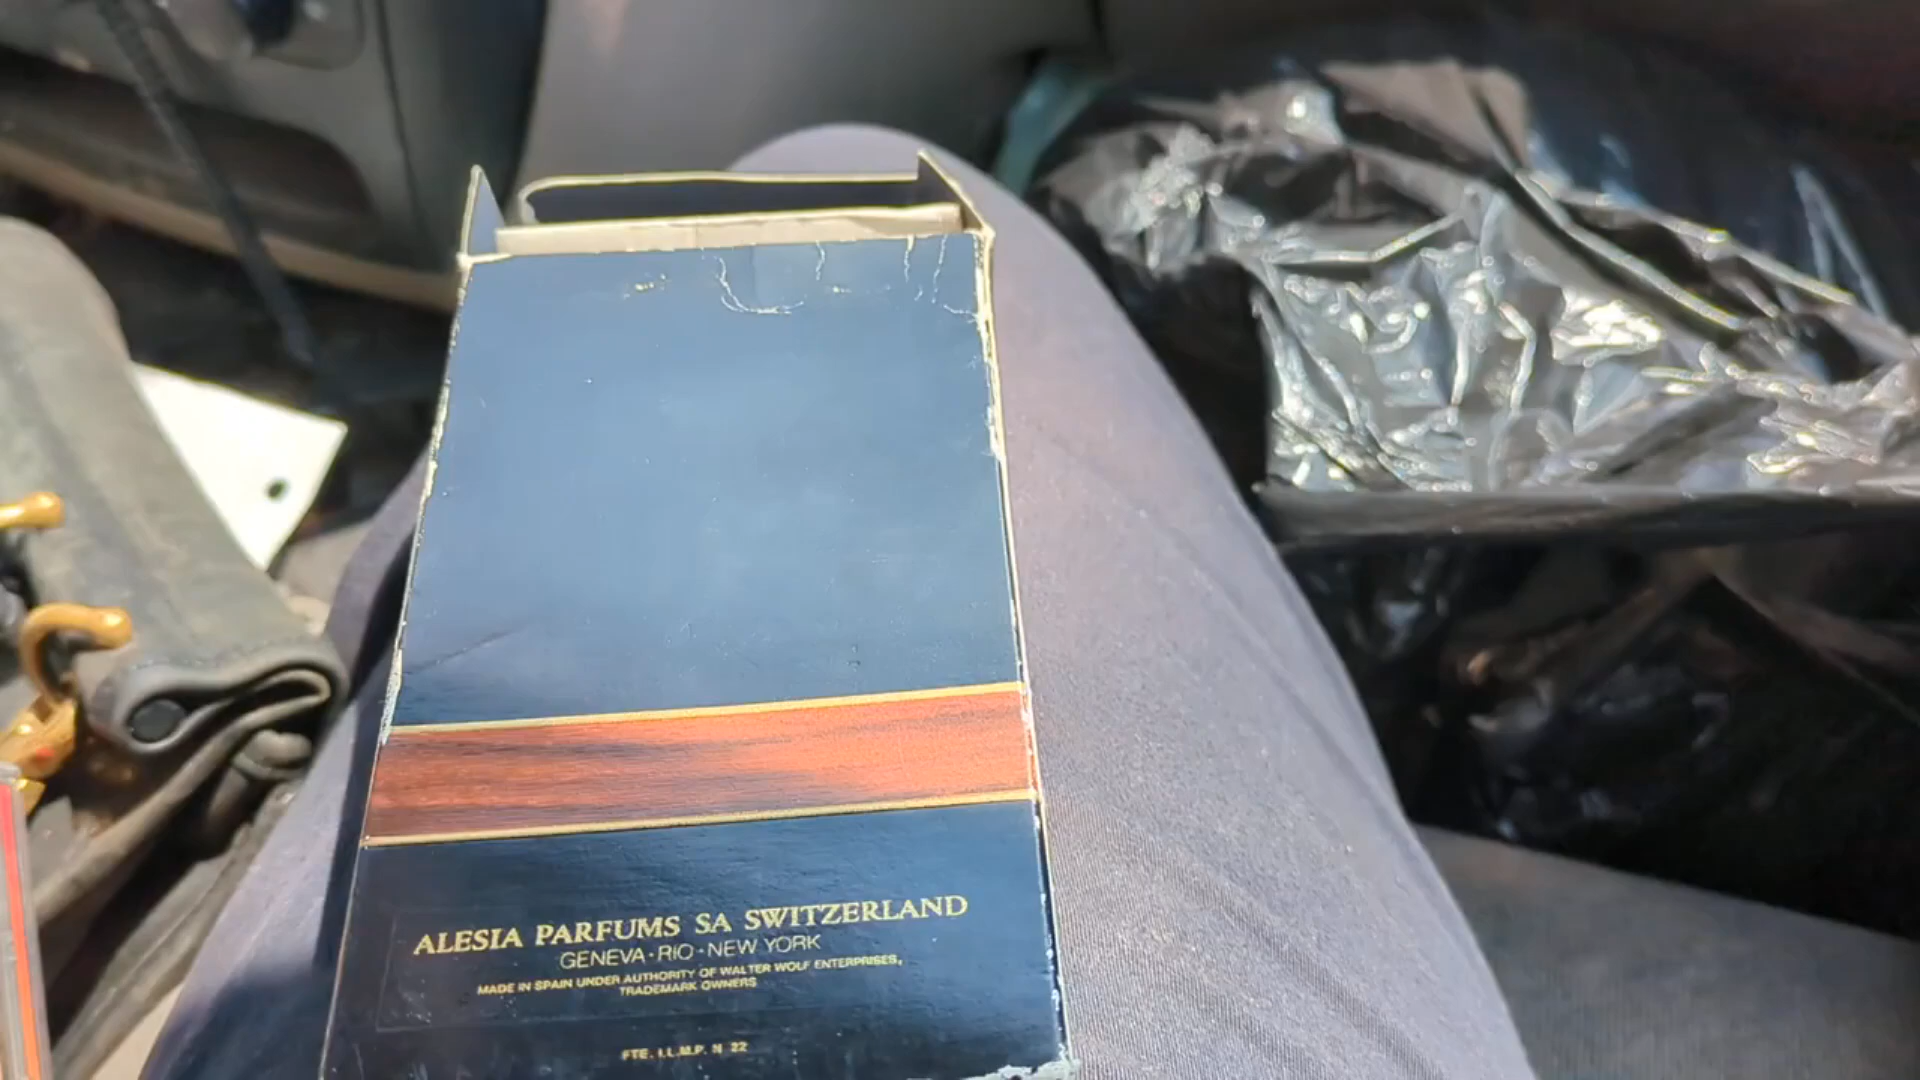 ALESIA PARFUMS SA SWITZERLAND
GENEVA·RIO·NEW YORK
MADE IN SPAIN UNDER AUTHORITY OF WALTER WOLF ENTERPRISES,
TRADEMARK OWNERS
FTE. I.L.M.P. N 22